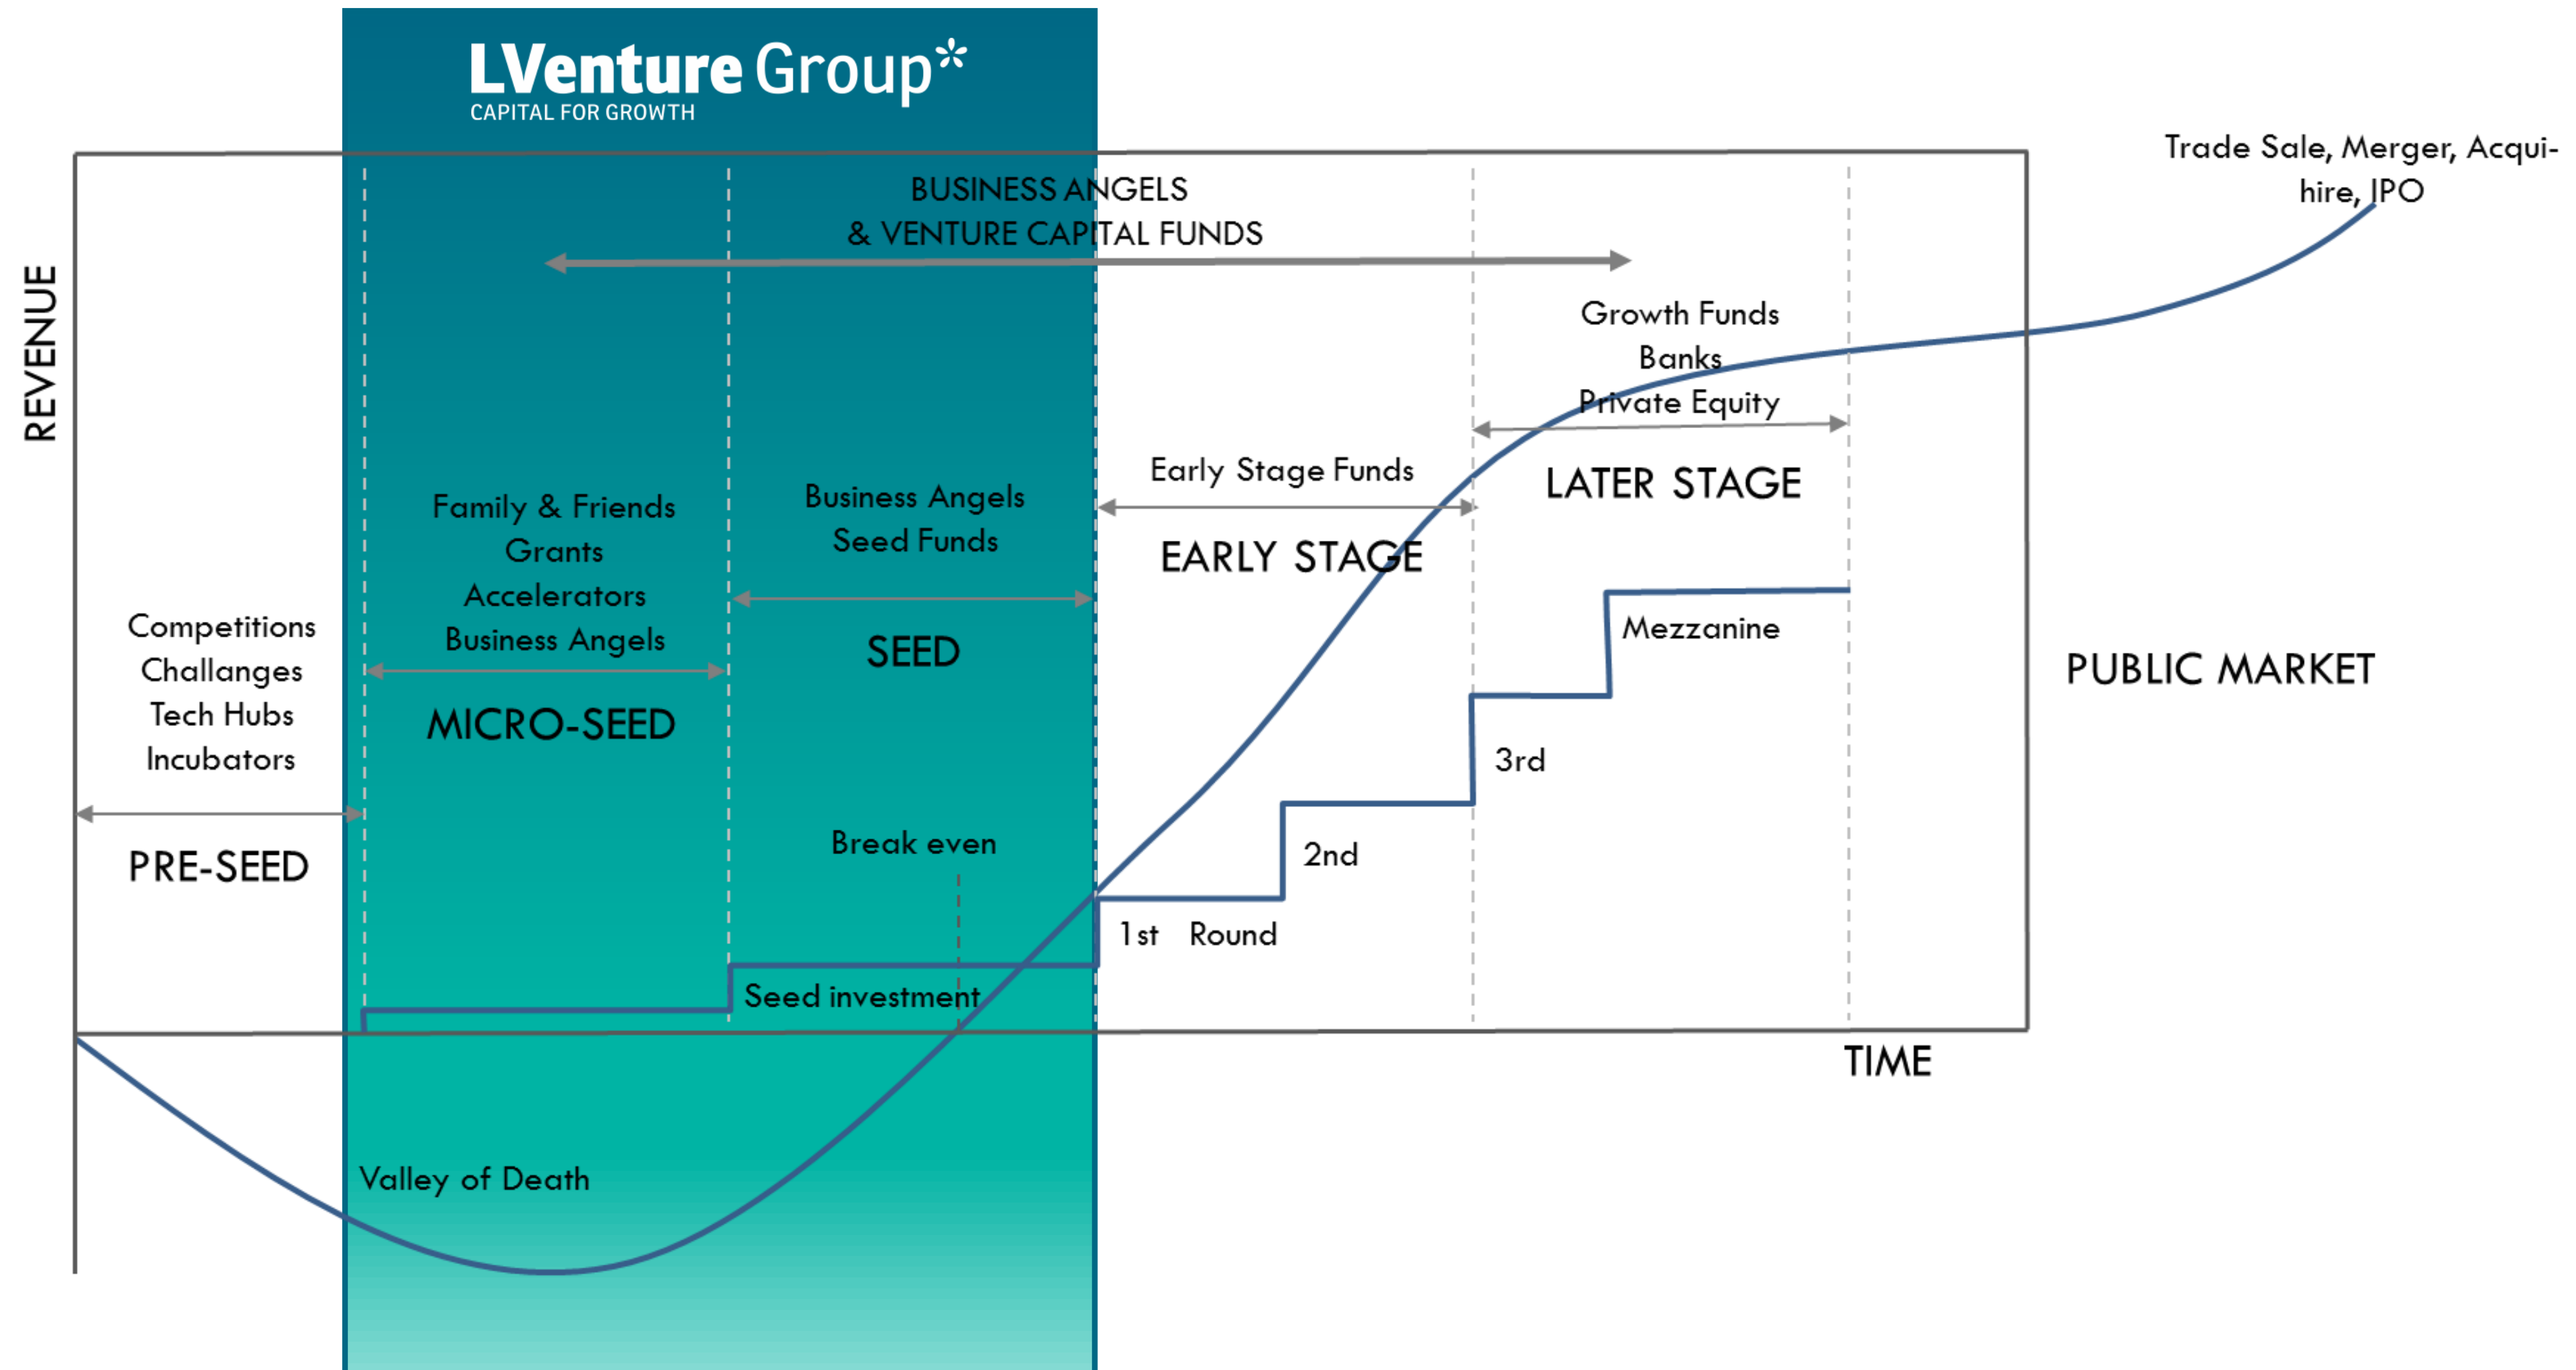 LVenture Group*
CAPITAL FOR GROWTH
Trade Sale, Merger, Acqui-
hire, IPO
BUSINESS ANGELS
& VENTURE CAPITAL FUNDS
REVENUE
Growth Funds
Banks
Private Equity
LATER STAGE
Early Stage Funds
EARLY STAGE
Business Angels
Seed Funds
SEED
Family & Friends
Grants
Accelerators
Business Angels
MICRO-SEED
Competitions
Challanges
Tech Hubs
Incubators
PRE-SEED
Mezzanine
PUBLIC MARKET
3rd
2nd
Break even
1st Round
Seed investment
TIME
Valley of Death